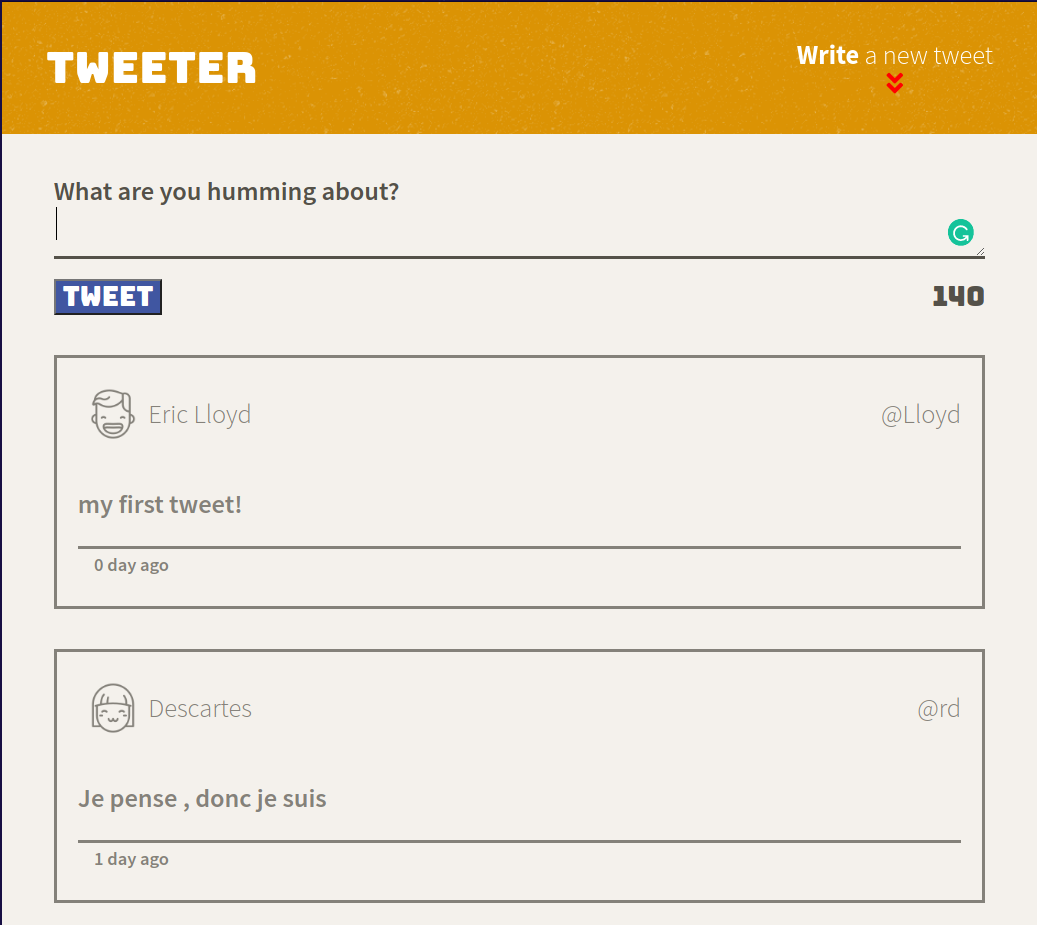 TWEETER
Write a new tweet
What are you humming about?
TWEET
140
Eric Lloyd
@Lloyd
my first tweet!
0 day ago
Descartes
@rd
Je pense , donc je suis
1 day ago